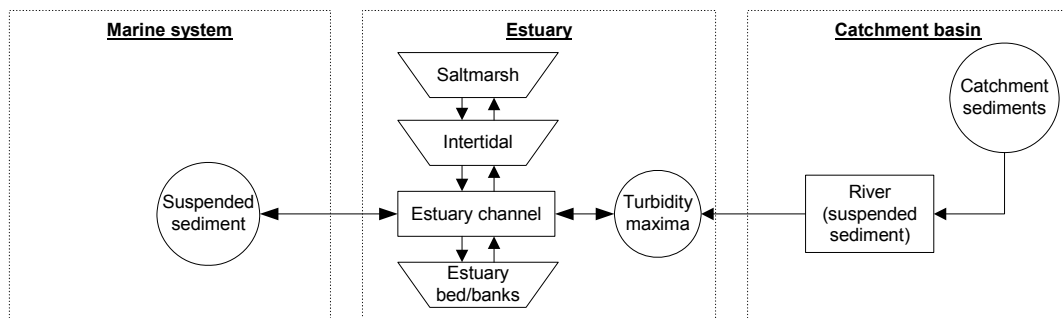 Marine system
Suspended
sediment
Estuary
Saltmarsh
Intertidal
Estuary channel
Estuary
bed/banks
Turbidity
maxima
Catchment basin
Catchment
sediments
River
(suspended
sediment)